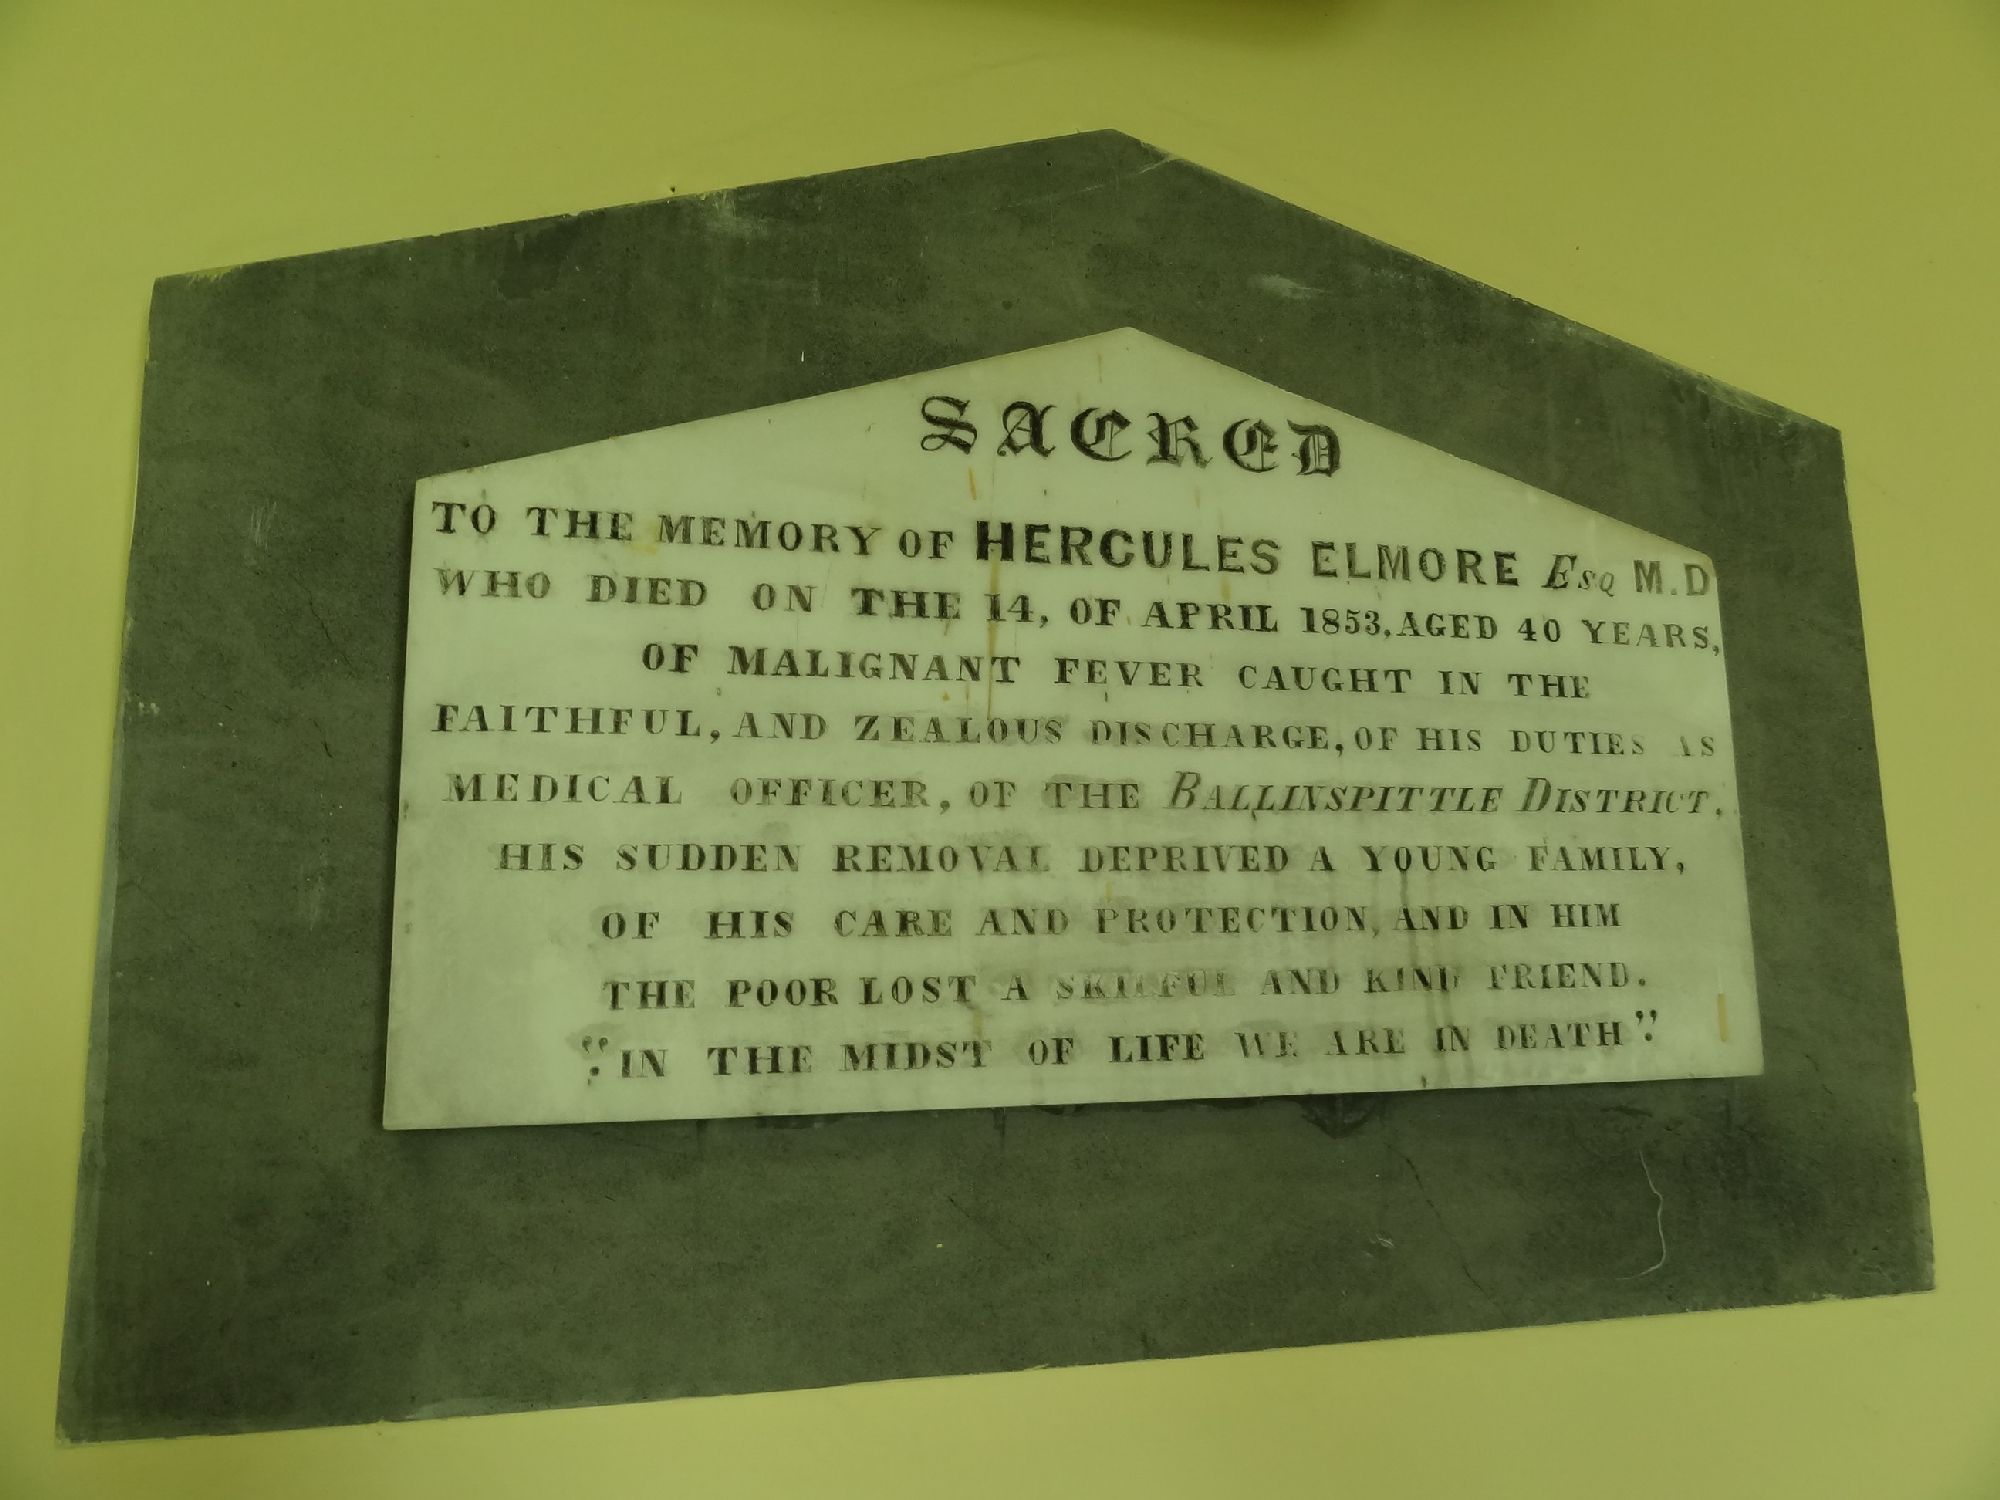 SACRED
TO THE MEMORY OF HERCULES ELMORE ESQ M.D
WHO DIED ON THE 14, OF APRIL 1853, AGED 40 YEARS,
OF MALIGNANT FEVER CAUGHT IN THE
FAITHFUL, AND ZEALOUS DISCHARGE, OF HIS DUTIES AS
MEDICAL OFFICER, OF THE BALLINSPITTLE DISTRICT.
HIS SUDDEN REMOVAL DEPRIVED A YOUNG FAMILY,
OF HIS CARE AND PROTECTION, AND IN HIM
THE POOR LOST A SKILFUL AND KIND FRIEND.
"IN THE MIDST OF LIFE WE ARE IN DEATH".